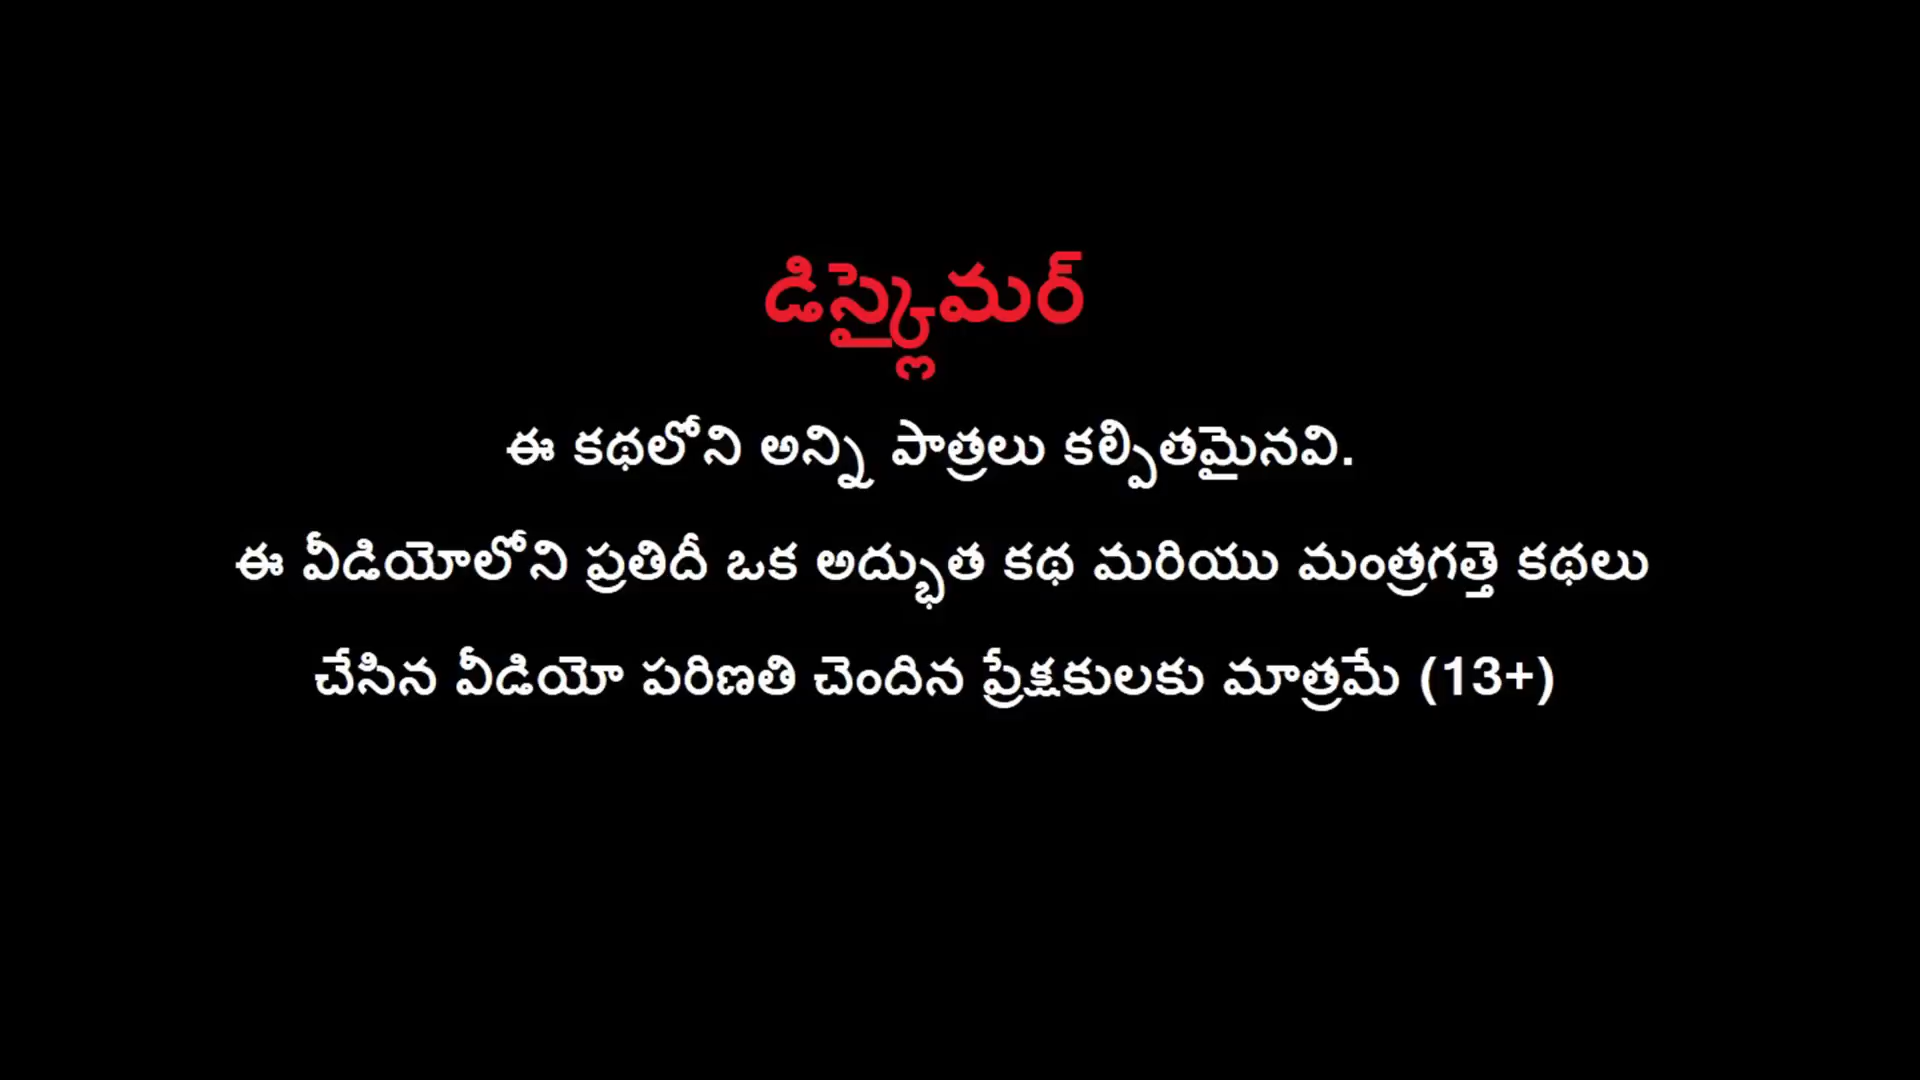 డిస్క్లైమర్
ఈ కథలోని అన్ని పాత్రలు కల్పితమైనవి.
ఈ వీడియోలోని ప్రతిదీ ఒక అద్భుత కథ మరియు మంత్రగత్తె కథలు
చేసిన వీడియో పరిణతి చెందిన ప్రేక్షకులకు మాత్రమే (13+)